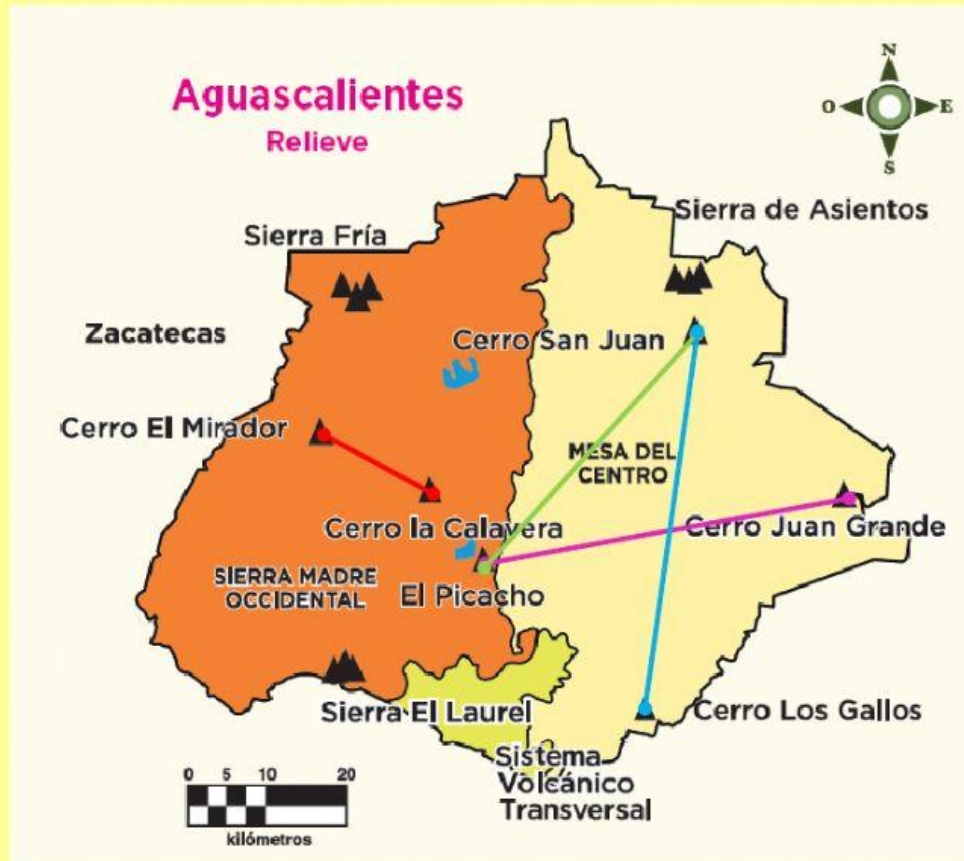 Aguascalientes
Relieve
N
O
E
S
Sierra de Asientos
Sierra Fría
Zacatecas
Cerro San Juan
Cerro El Mirador
MESA DEL
CENTRO
Cerro la Calavera
Cerro Juan Grande
SIERRA MADRE
OCCIDENTAL
El Picacho
Sierra El Laurel
Cerro Los Gallos
Sistema
Volcánico
Transversal
0 5 10 20
kilómetros